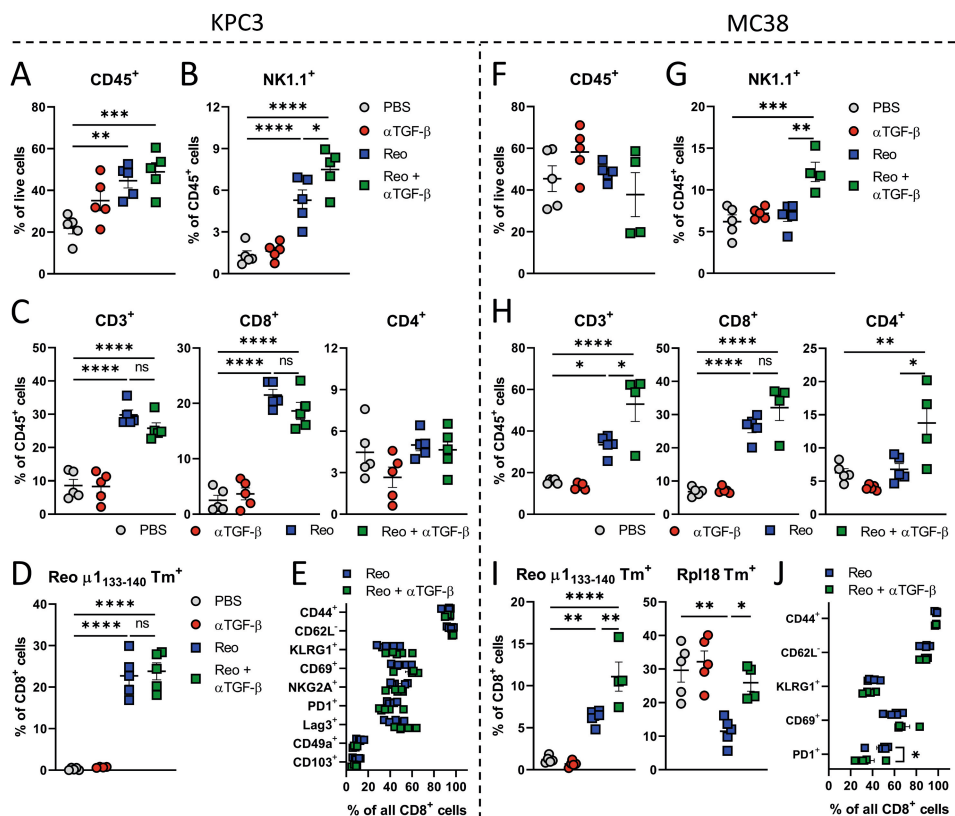 KPC3
MC38
A
CD45+
% of live cells
80
60
40
20
0
***
**
B
NK1.1+
% of CD45+ cells
12
9
6
3
0
****
****
*
PBS
αTGF-β
Reo
Reo +
αTGF-β
F
CD45+
% of live cells
80
60
40
20
0
G
NK1.1+
% of CD45+ cells
20
15
10
5
0
***
**
PBS
αTGF-β
Reo
Reo +
αTGF-β
C
CD3+
% of CD45+ cells
50
40
30
20
10
0
****
****
ns
CD8+
30
20
10
0
****
****
ns
CD4+
10
8
6
4
2
0
PBS
αTGF-β
Reo
Reo + αTGF-β
H
CD3+
% of CD45+ cells
80
60
40
20
0
****
*
*
CD8+
50
40
30
20
10
0
****
****
ns
CD4+
25
20
15
10
5
0
**
*
PBS
αTGF-β
Reo
Reo + αTGF-β
D
Reo μ1133-140 Tm+
% of CD8+ cells
40
30
20
10
0
****
****
ns
PBS
αTGF-β
Reo
Reo +
αTGF-β
E
Reo
Reo + αTGF-β
CD44+
CD62L-
KLRG1+
CD69+
NKG2A+
PD1+
Lag3+
CD49a+
CD103+
0 20 40 60 80 100
% of all CD8+ cells
I
Reo μ1133-140 Tm+
% of CD8+ cells
20
15
10
5
0
****
**
**
Rpl18 Tm+
50
40
30
20
10
0
**
*
J
Reo
Reo + αTGF-β
CD44+
CD62L-
KLRG1+
CD69+
PD1+
*
0 20 40 60 80 100
% of all CD8+ cells